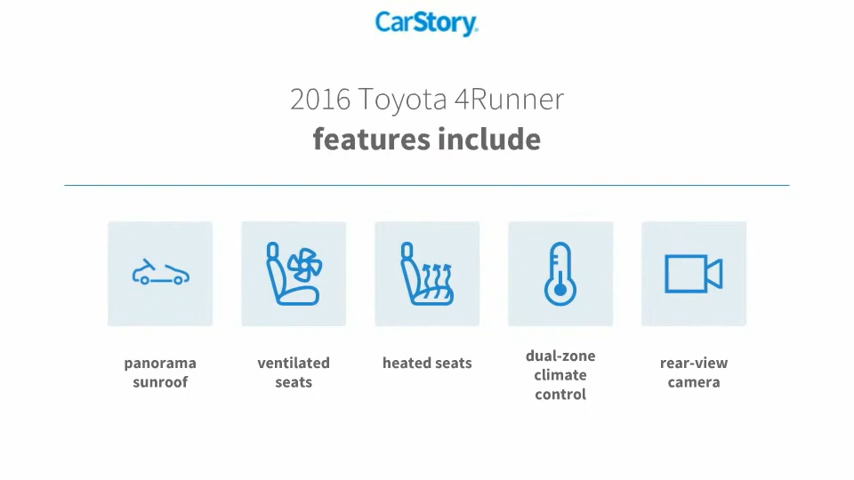 CarStory
2016 Toyota 4Runner
features include
panorama
sunroof
ventilated
seats
heated seats
dual-zone
climate
control
rear-view
camera